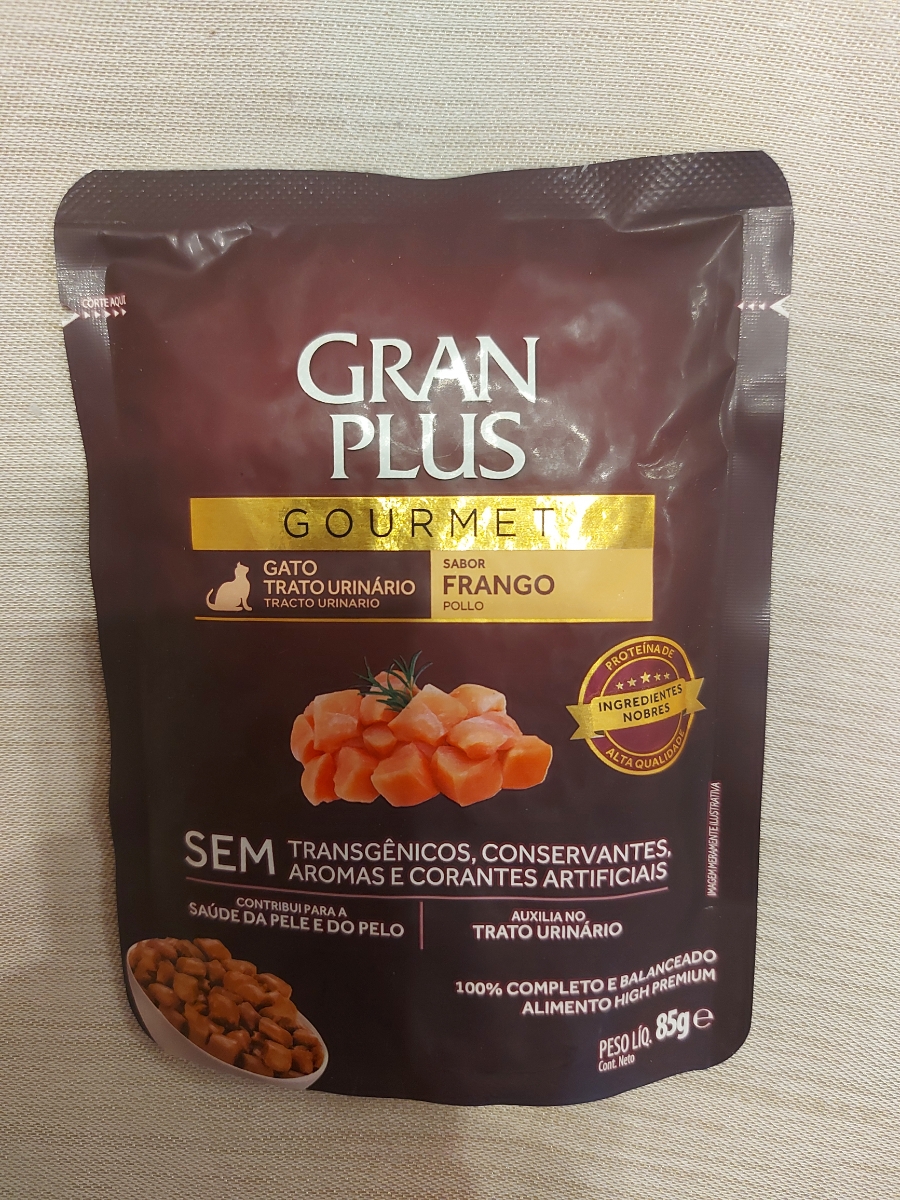 CORTE AQUI
GRAN
PLUS
GOURMET
GATO
TRATO URINÁRIO
TRACTO URINARIO
SABOR
FRANGO
POLLO
PROTEÍNA DE
INGREDIENTES
NOBRES
ALTA QUALIDADE
IMAGEM MERAMENTE ILUSTRATIVA
SEM TRANSGÊNICOS, CONSERVANTES,
AROMAS E CORANTES ARTIFICIAIS
CONTRIBUI PARA A
SAÚDE DA PELE E DO PELO
AUXILIA NO
TRATO URINÁRIO
100% COMPLETO E BALANCEADO
ALIMENTO HIGH PREMIUM
PESO LÍQ. 85g e
Cont. Neto